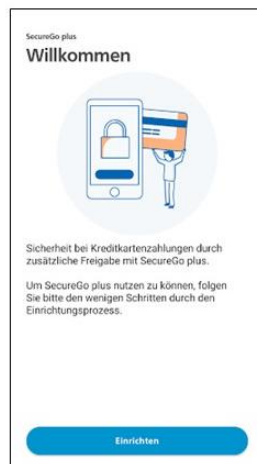 SecureGo plus
Willkommen
Sicherheit bei Kreditkartenzahlungen durch
zusätzliche Freigabe mit SecureGo plus.
Um SecureGo plus nutzen zu können, folgen
Sie bitte den wenigen Schritten durch den
Einrichtungsprozess.
Einrichten